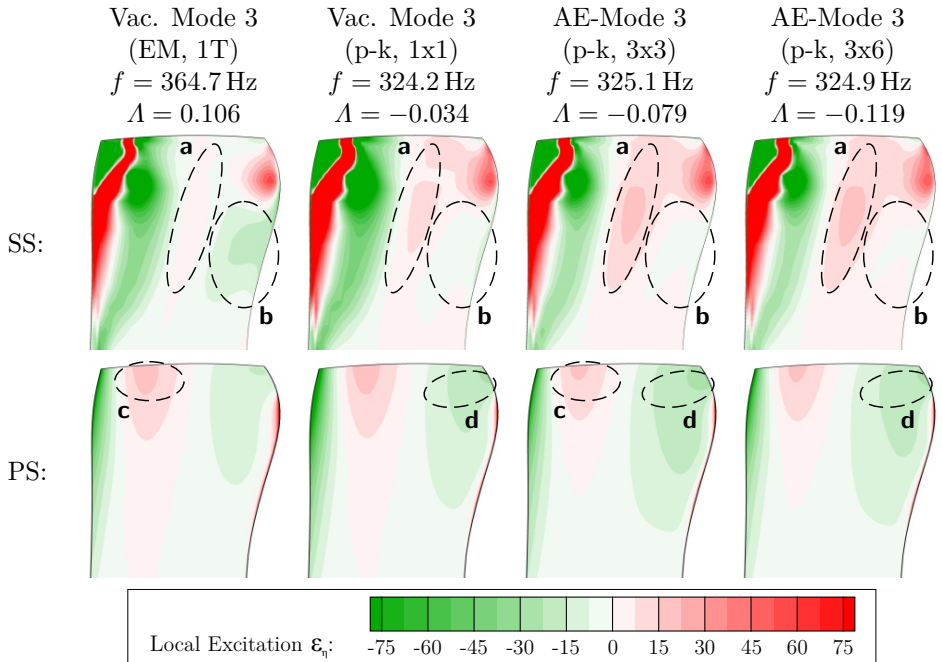 Vac. Mode 3 Vac. Mode 3 AE-Mode 3 AE-Mode 3
(EM, 1T) (p-k, 1x1) (p-k, 3x3) (p-k, 3x6)
f = 364.7 Hz f = 324.2 Hz f = 325.1 Hz f = 324.9 Hz
Λ = 0.106 Λ = −0.034 Λ = −0.079 Λ = −0.119
a a a a
SS:
b b b b
c d c d d
PS:
Local Excitation ε_η: -75 -60 -45 -30 -15 0 15 30 45 60 75